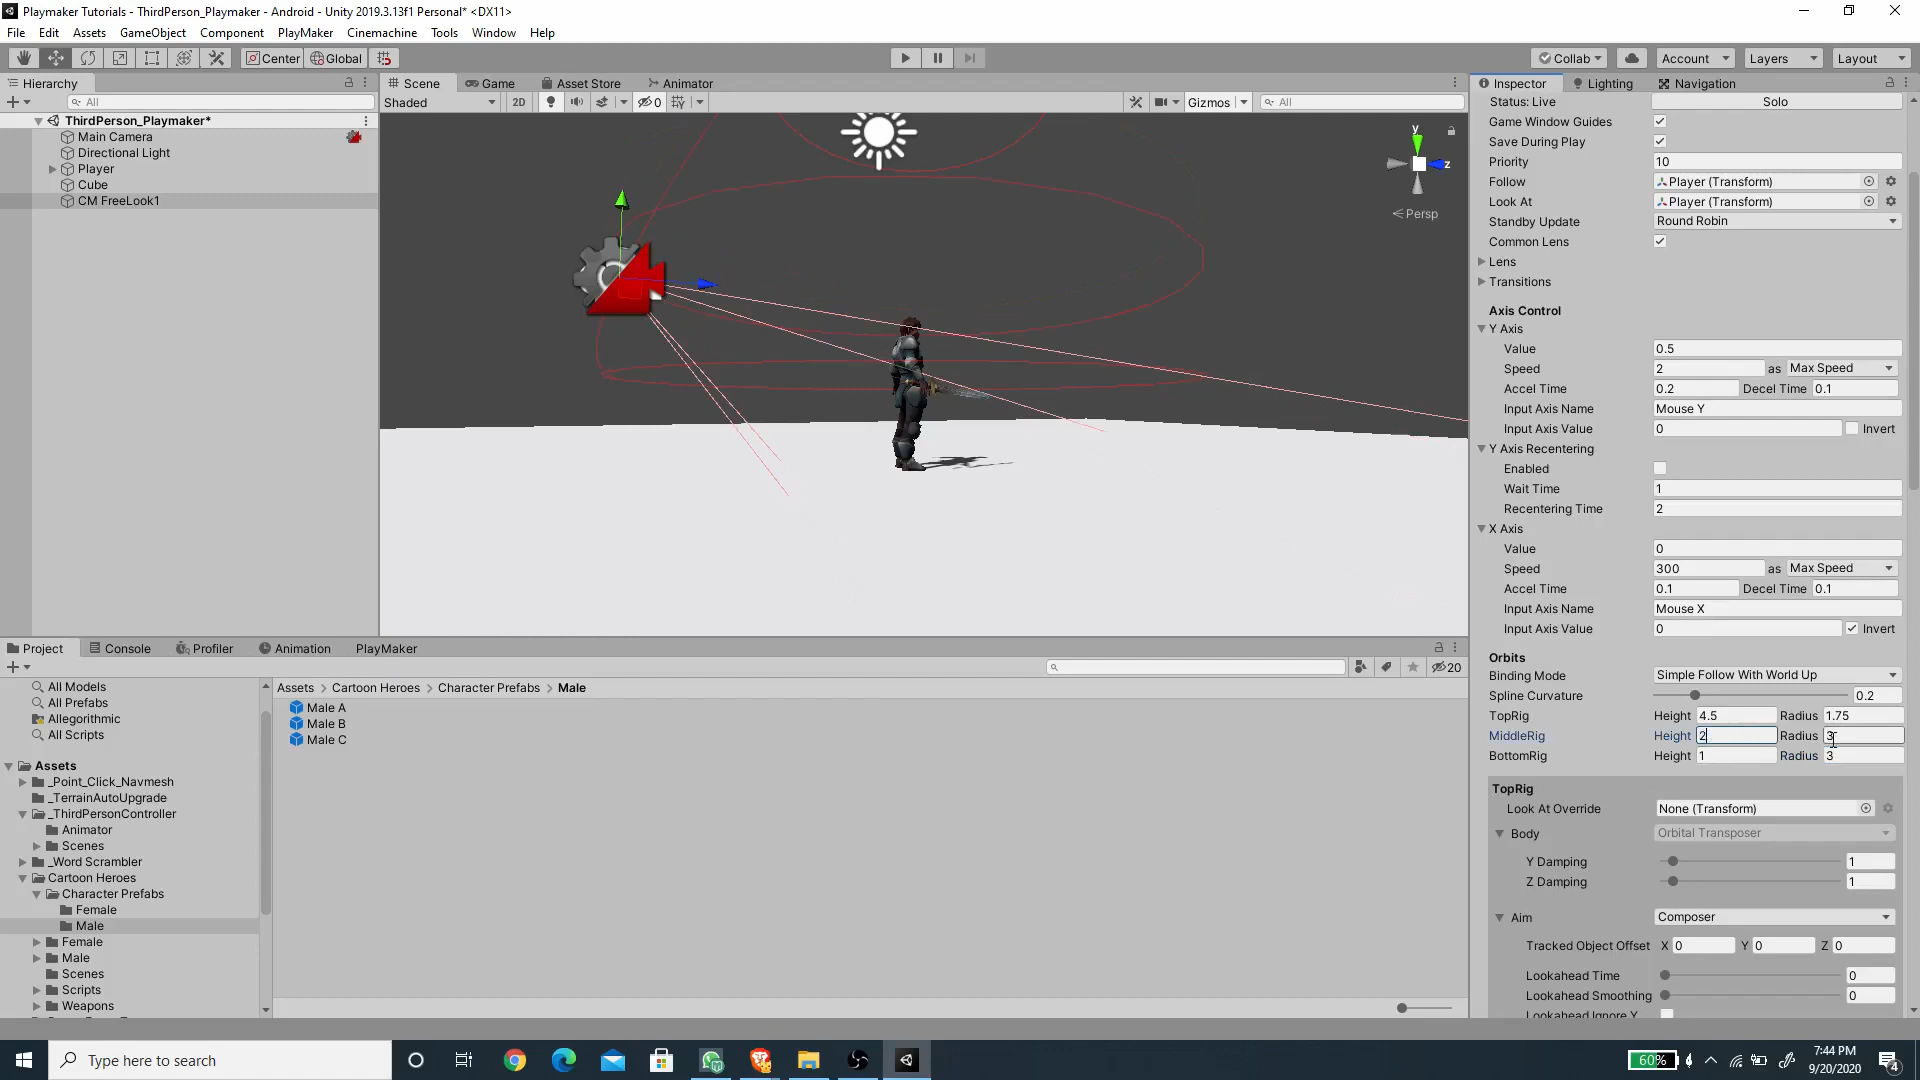 Playmaker Tutorials - ThirdPerson_Playmaker - Android - Unity 2019.3.13f1 Personal* <DX11>
File Edit Assets GameObject Component PlayMaker Cinemachine Tools Window Help
Center Global Collab Account Layers Layout
Hierarchy
All
ThirdPerson_Playmaker*
Main Camera
Directional Light
Player
Cube
CM FreeLook1
Scene Game Asset Store Animator
Shaded 2D 0 Gizmos All
y
z
Persp
Inspector Lighting Navigation
Status: Live Solo
Game Window Guides
Save During Play
Priority 10
Follow Player (Transform)
Look At Player (Transform)
Standby Update Round Robin
Common Lens
Lens
Transitions
Axis Control
Y Axis
Value 0.5
Speed 2 as Max Speed
Accel Time 0.2 Decel Time 0.1
Input Axis Name Mouse Y
Input Axis Value 0 Invert
Y Axis Recentering
Enabled
Wait Time 1
Recentering Time 2
X Axis
Value 0
Speed 300 as Max Speed
Accel Time 0.1 Decel Time 0.1
Input Axis Name Mouse X
Input Axis Value 0 Invert
Orbits
Binding Mode Simple Follow With World Up
Spline Curvature 0.2
TopRig Height 4.5 Radius 1.75
MiddleRig Height 2 Radius 3
BottomRig Height 1 Radius 3
TopRig
Look At Override None (Transform)
Body Orbital Transposer
Y Damping 1
Z Damping 1
Aim Composer
Tracked Object Offset X 0 Y 0 Z 0
Lookahead Time 0
Lookahead Smoothing 0
Lookahead Ignore Y
Project Console Profiler Animation PlayMaker
20
All Models
All Prefabs
Allegorithmic
All Scripts
Assets
_Point_Click_Navmesh
_TerrainAutoUpgrade
_ThirdPersonController
Animator
Scenes
_Word Scrambler
Cartoon Heroes
Character Prefabs
Female
Male
Female
Male
Scenes
Scripts
Weapons
Assets > Cartoon Heroes > Character Prefabs > Male
Male A
Male B
Male C
Type here to search
60%
7:44 PM
9/20/2020
4